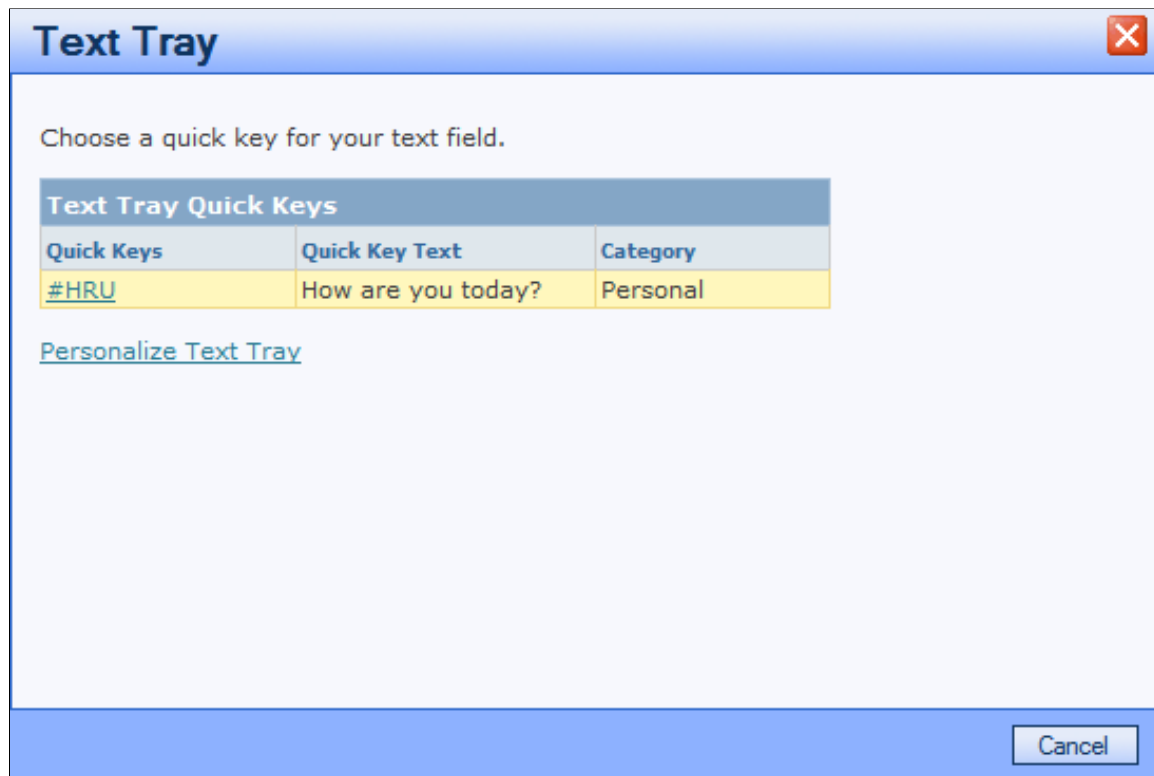 Text Tray
Choose a quick key for your text field.
Text Tray Quick Keys
Quick Keys Quick Key Text Category
#HRU How are you today? Personal
Personalize Text Tray
Cancel